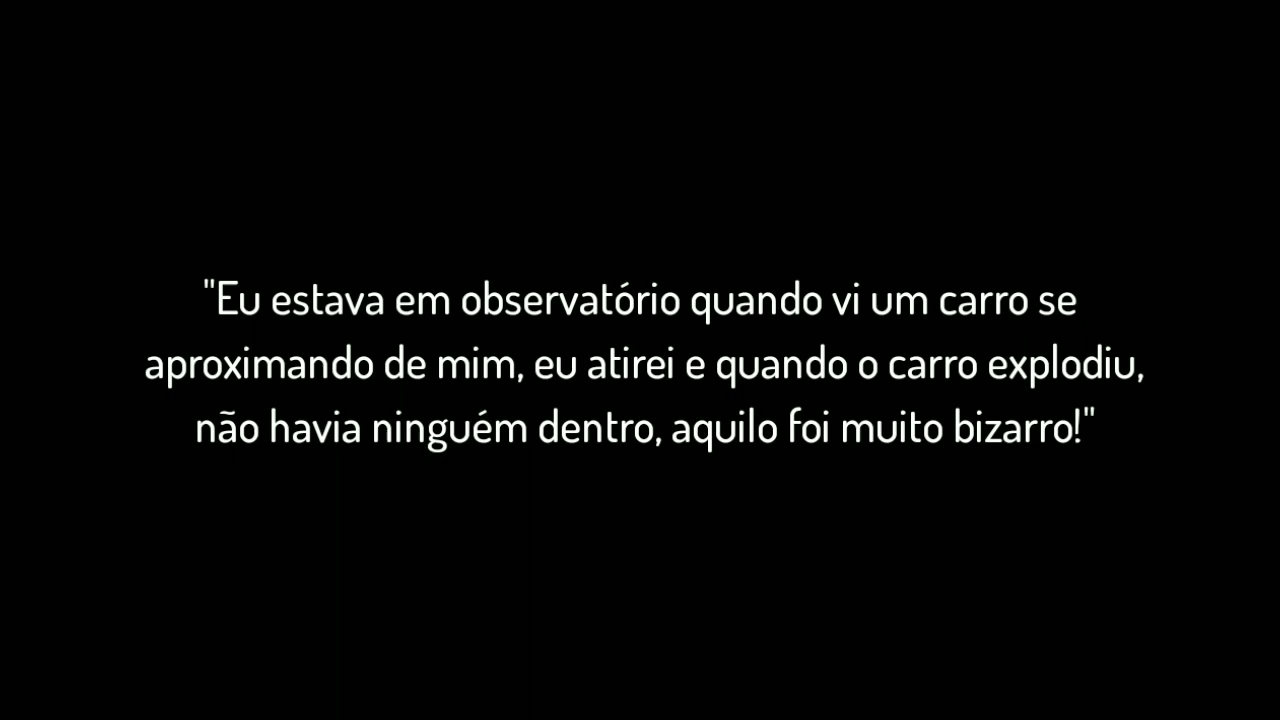 "Eu estava em observatório quando vi um carro se
aproximando de mim, eu atirei e quando o carro explodiu,
não havia ninguém dentro, aquilo foi muito bizarro!"